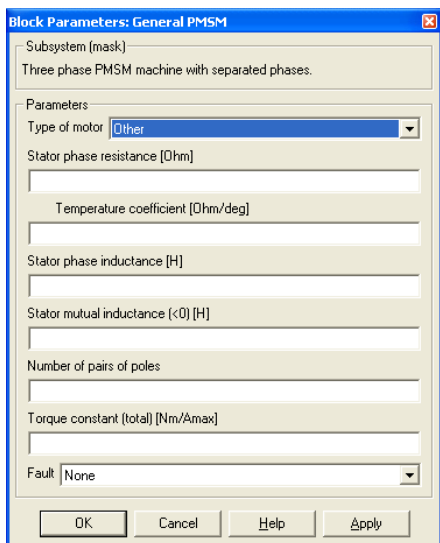 Block Parameters: General PMSM
Subsystem (mask)
Three phase PMSM machine with separated phases.
Parameters
Type of motor Other
Stator phase resistance [Ohm]
Temperature coefficient [Ohm/deg]
Stator phase inductance [H]
Stator mutual inductance (<0) [H]
Number of pairs of poles
Torque constant (total) [Nm/Amax]
Fault None
OK Cancel Help Apply